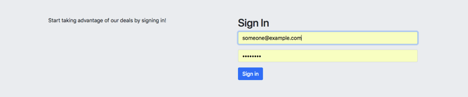 Start taking advantage of our deals by signing in!
Sign In
someone@example.com
••••••••
Sign in